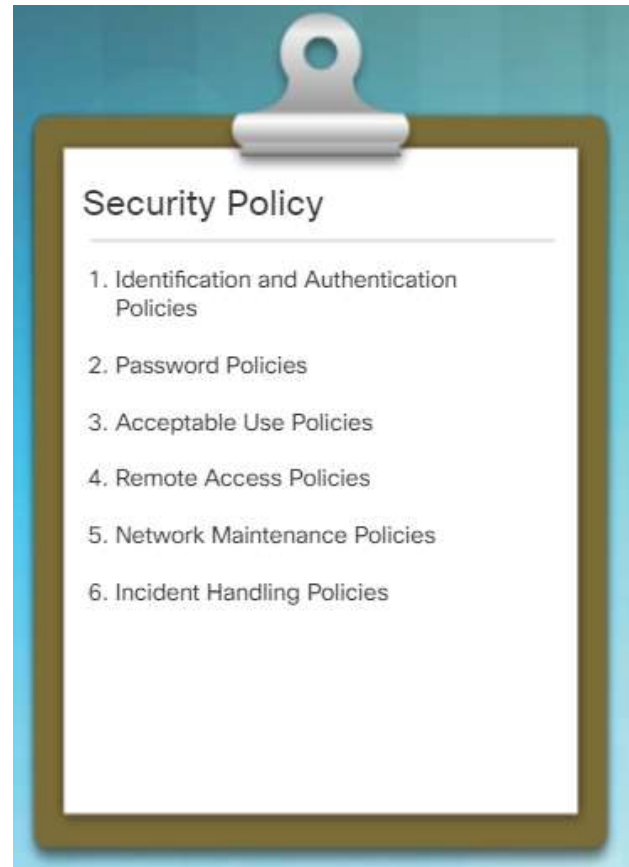 Security Policy
1. Identification and Authentication
Policies
2. Password Policies
3. Acceptable Use Policies
4. Remote Access Policies
5. Network Maintenance Policies
6. Incident Handling Policies